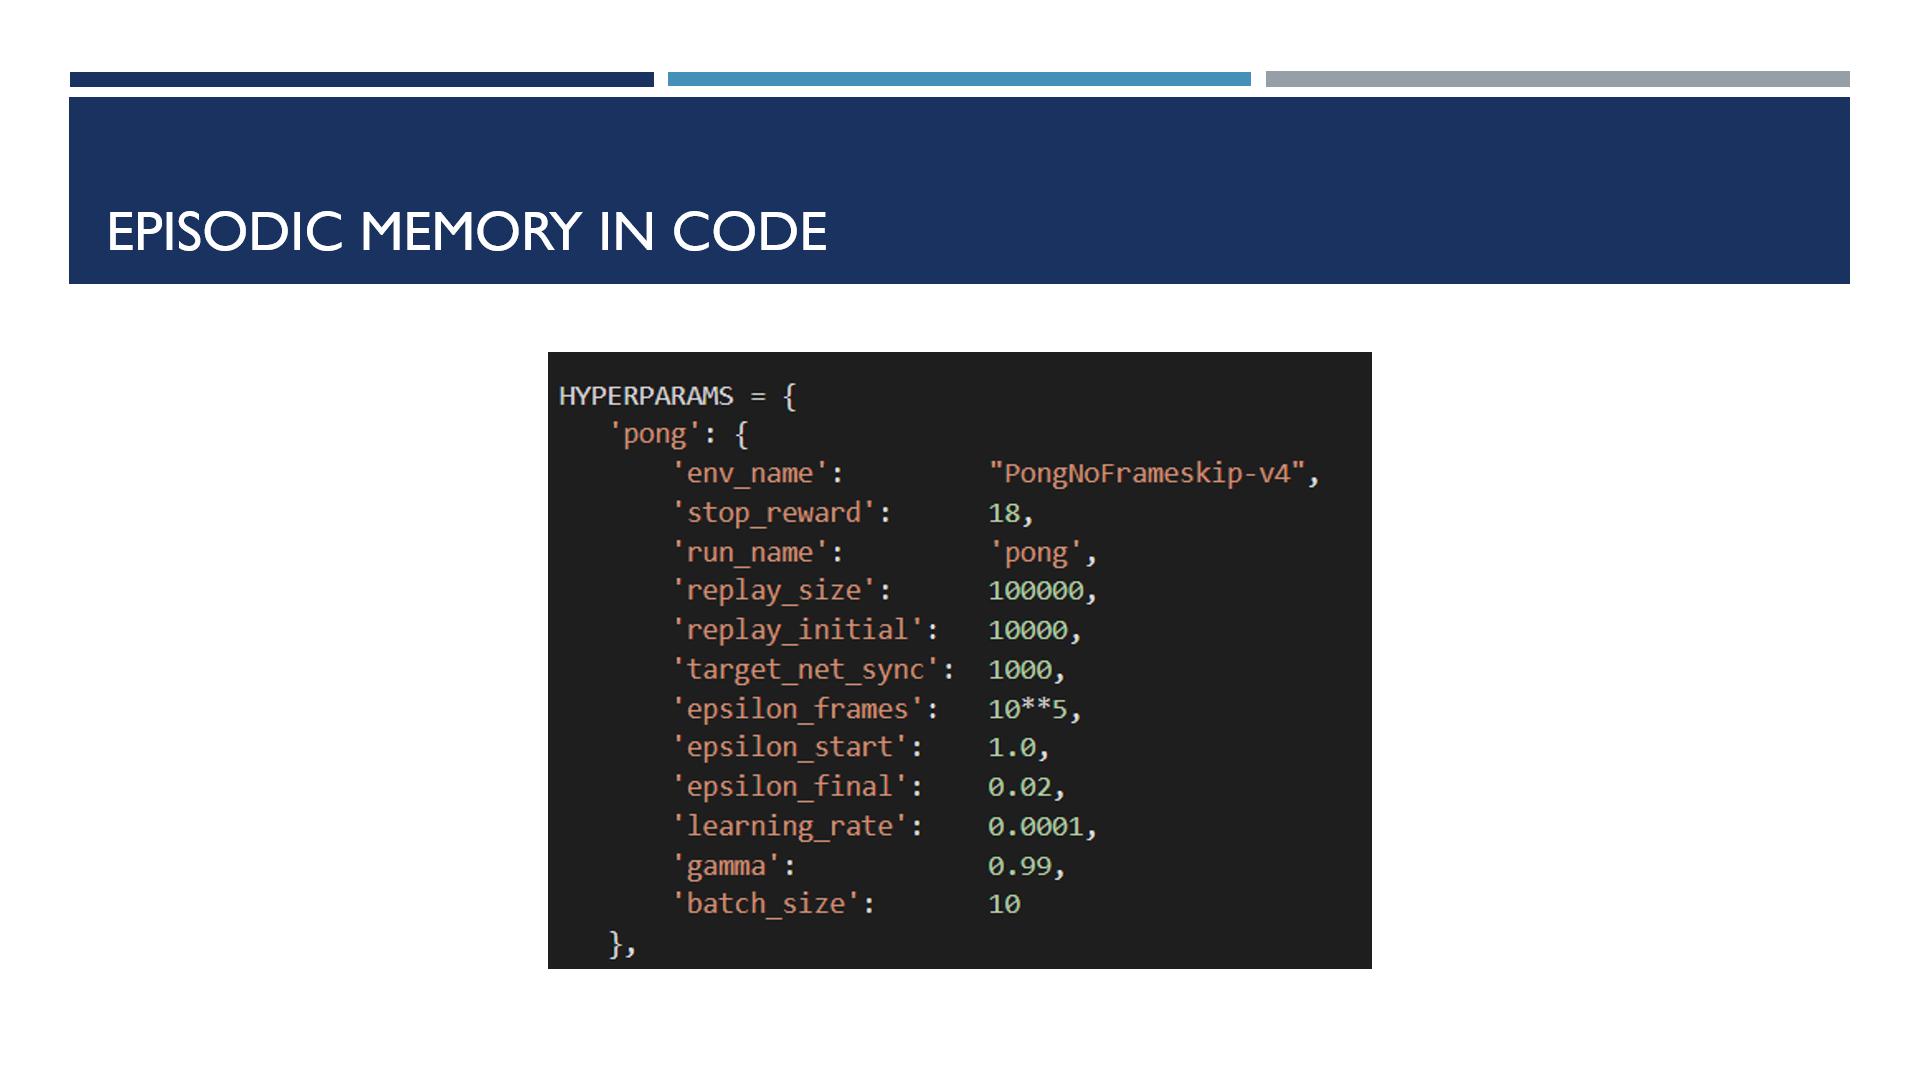 EPISODIC MEMORY IN CODE
HYPERPARAMS = {
'pong': {
'env_name': "PongNoFrameskip-v4",
'stop_reward': 18,
'run_name': 'pong',
'replay_size': 100000,
'replay_initial': 10000,
'target_net_sync': 1000,
'epsilon_frames': 10**5,
'epsilon_start': 1.0,
'epsilon_final': 0.02,
'learning_rate': 0.0001,
'gamma': 0.99,
'batch_size': 10
},